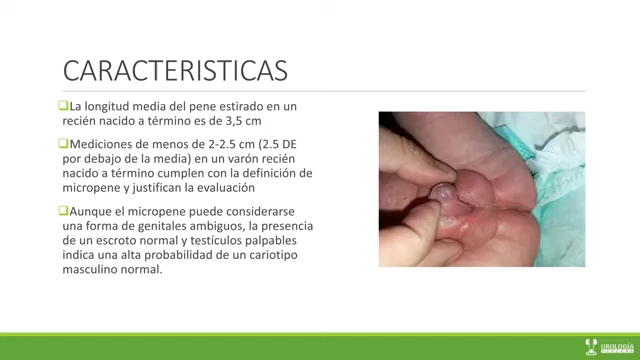 CARACTERISTICAS
La longitud media del pene estirado en un
recién nacido a término es de 3,5 cm
Mediciones de menos de 2-2.5 cm (2.5 DE
por debajo de la media) en un varón recién
nacido a término cumplen con la definición de
micropene y justifican la evaluación
Aunque el micropene puede considerarse
una forma de genitales ambiguos, la presencia
de un escroto normal y testículos palpables
indica una alta probabilidad de un cariotipo
masculino normal.
UROLOGÍA